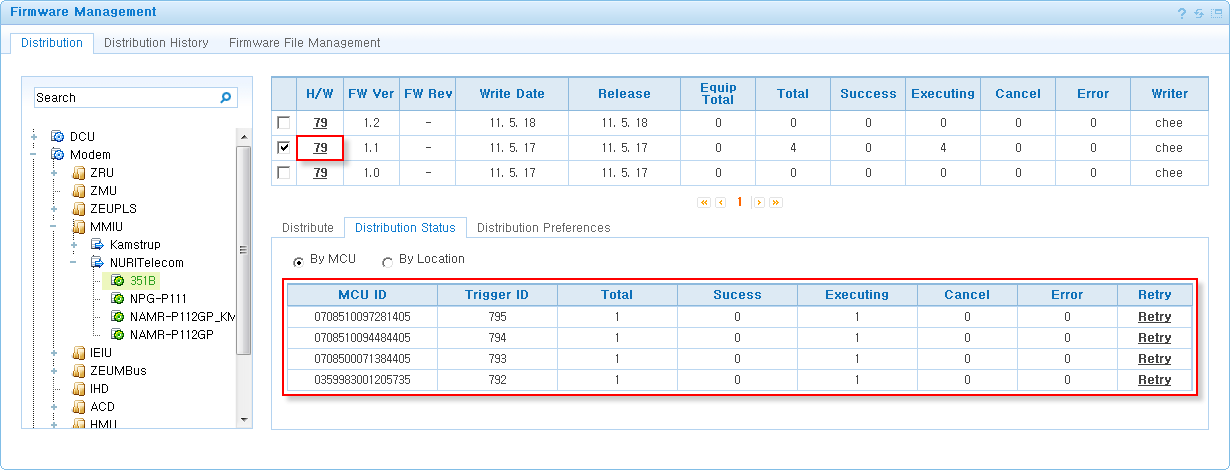 Firmware Management
?
Distribution Distribution History Firmware File Management
Search
DCU
Modem
ZRU
ZMU
ZEUPLS
MMIU
Kamstrup
NURITelecom
351B
NPG-P111
NAMR-P112GP_KM
NAMR-P112GP
IEIU
ZEUMBus
IHD
ACD
HMU
H/W FW Ver FW Rev Write Date Release Equip Total Total Success Executing Cancel Error Writer
79 1.2 - 11. 5. 18 11. 5. 18 0 0 0 0 0 0 chee
79 1.1 - 11. 5. 17 11. 5. 17 0 4 0 4 0 0 chee
79 1.0 - 11. 5. 17 11. 5. 17 0 0 0 0 0 0 chee
1
Distribute Distribution Status Distribution Preferences
By MCU By Location
MCU ID Trigger ID Total Sucess Executing Cancel Error Retry
0708510097281405 795 1 0 1 0 0 Retry
0708510094484405 794 1 0 1 0 0 Retry
0708500071384405 793 1 0 1 0 0 Retry
0359983001205735 792 1 0 1 0 0 Retry